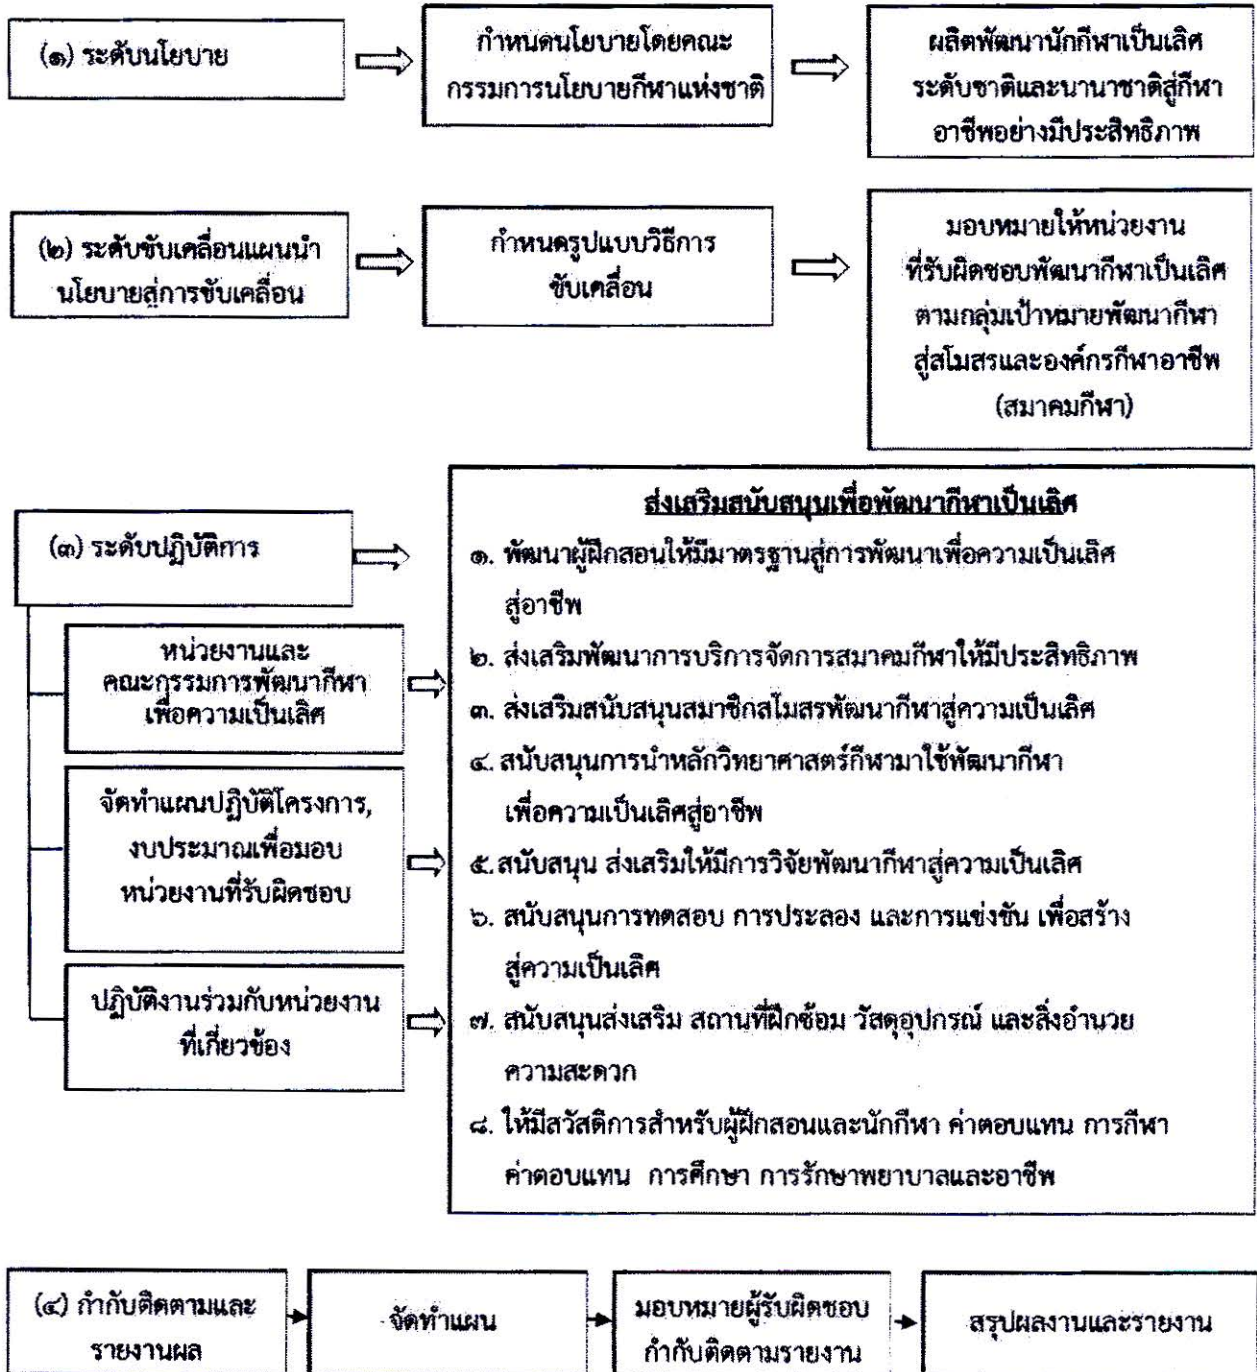 (๑) ระดับนโยบาย
กำหนดนโยบายโดยคณะ
กรรมการนโยบายกีฬาแห่งชาติ
ผลิตพัฒนานักกีฬาเป็นเลิศ
ระดับชาติและนานาชาติสู่กีฬา
อาชีพอย่างมีประสิทธิภาพ
(๒) ระดับขับเคลื่อนแผนนำ
นโยบายสู่การขับเคลื่อน
กำหนดรูปแบบวิธีการ
ขับเคลื่อน
มอบหมายให้หน่วยงาน
ที่รับผิดชอบพัฒนากีฬาเป็นเลิศ
ตามกลุ่มเป้าหมายพัฒนากีฬา
สู่สโมสรและองค์กรกีฬาอาชีพ
(สมาคมกีฬา)
(๓) ระดับปฏิบัติการ
หน่วยงานและ
คณะกรรมการพัฒนากีฬา
เพื่อความเป็นเลิศ
จัดทำแผนปฏิบัติโครงการ,
งบประมาณเพื่อมอบ
หน่วยงานที่รับผิดชอบ
ปฏิบัติงานร่วมกับหน่วยงาน
ที่เกี่ยวข้อง
ส่งเสริมสนับสนุนเพื่อพัฒนากีฬาเป็นเลิศ
๑. พัฒนาผู้ฝึกสอนให้มีมาตรฐานสู่การพัฒนาเพื่อความเป็นเลิศ
สู่อาชีพ
๒. ส่งเสริมพัฒนาการบริการจัดการสมาคมกีฬาให้มีประสิทธิภาพ
๓. ส่งเสริมสนับสนุนสมาชิกสโมสรพัฒนากีฬาสู่ความเป็นเลิศ
๔. สนับสนุนการนำหลักวิทยาศาสตร์กีฬามาใช้พัฒนากีฬา
เพื่อความเป็นเลิศสู่อาชีพ
๕. สนับสนุน ส่งเสริมให้มีการวิจัยพัฒนากีฬาสู่ความเป็นเลิศ
๖. สนับสนุนการทดสอบ การประลอง และการแข่งขัน เพื่อสร้าง
สู่ความเป็นเลิศ
๗. สนับสนุนส่งเสริม สถานที่ฝึกซ้อม วัสดุอุปกรณ์ และสิ่งอำนวย
ความสะดวก
๘. ให้มีสวัสดิการสำหรับผู้ฝึกสอนและนักกีฬา ค่าตอบแทน การกีฬา
ค่าตอบแทน การศึกษา การรักษาพยาบาลและอาชีพ
(๔) กำกับติดตามและ
รายงานผล
จัดทำแผน
มอบหมายผู้รับผิดชอบ
กำกับติดตามรายงาน
สรุปผลงานและรายงาน